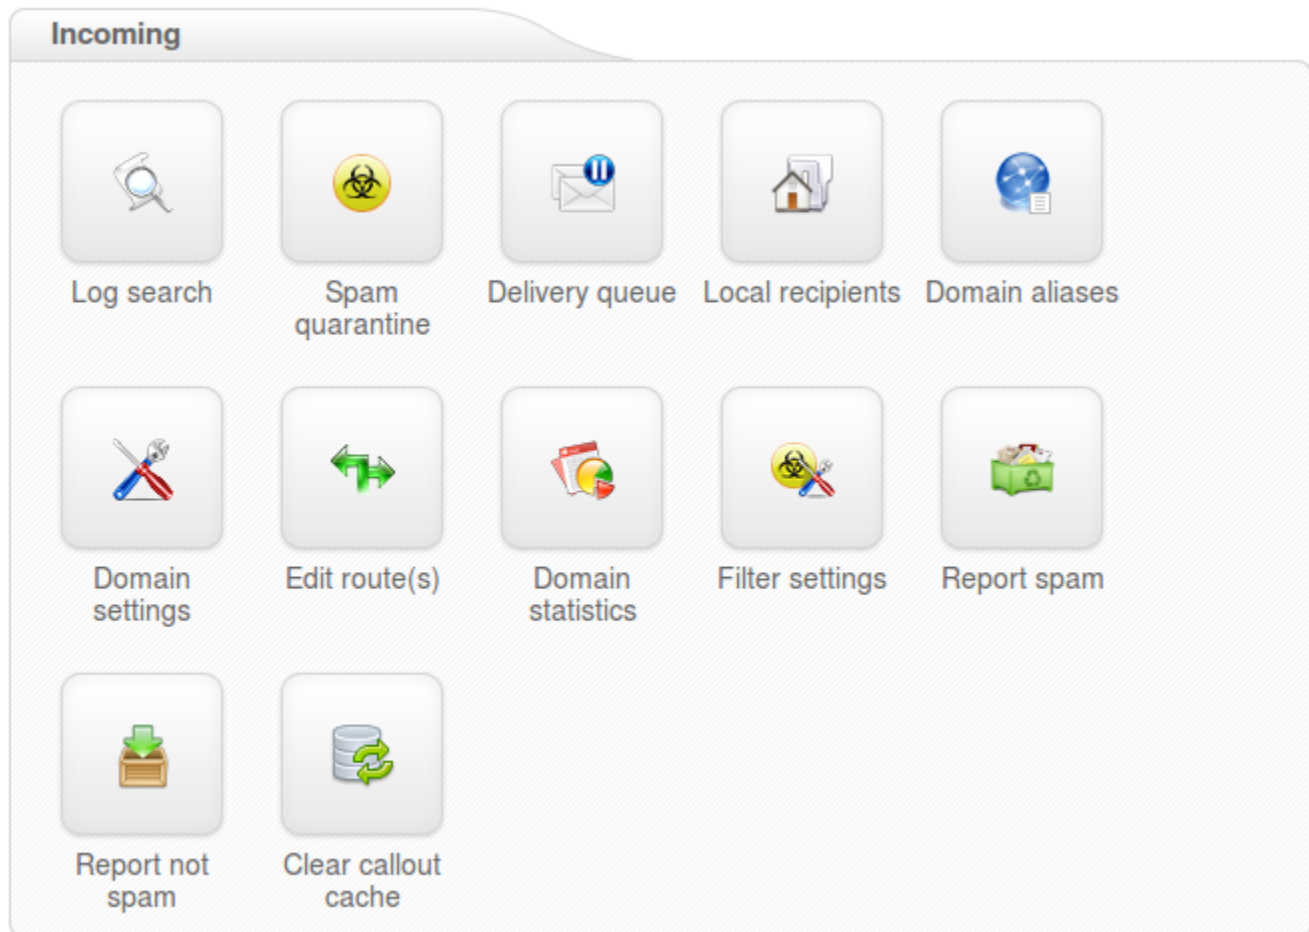 Incoming
Log search
Spam
quarantine
Delivery queue
Local recipients
Domain aliases
Domain
settings
Edit route(s)
Domain
statistics
Filter settings
Report spam
Report not
spam
Clear callout
cache